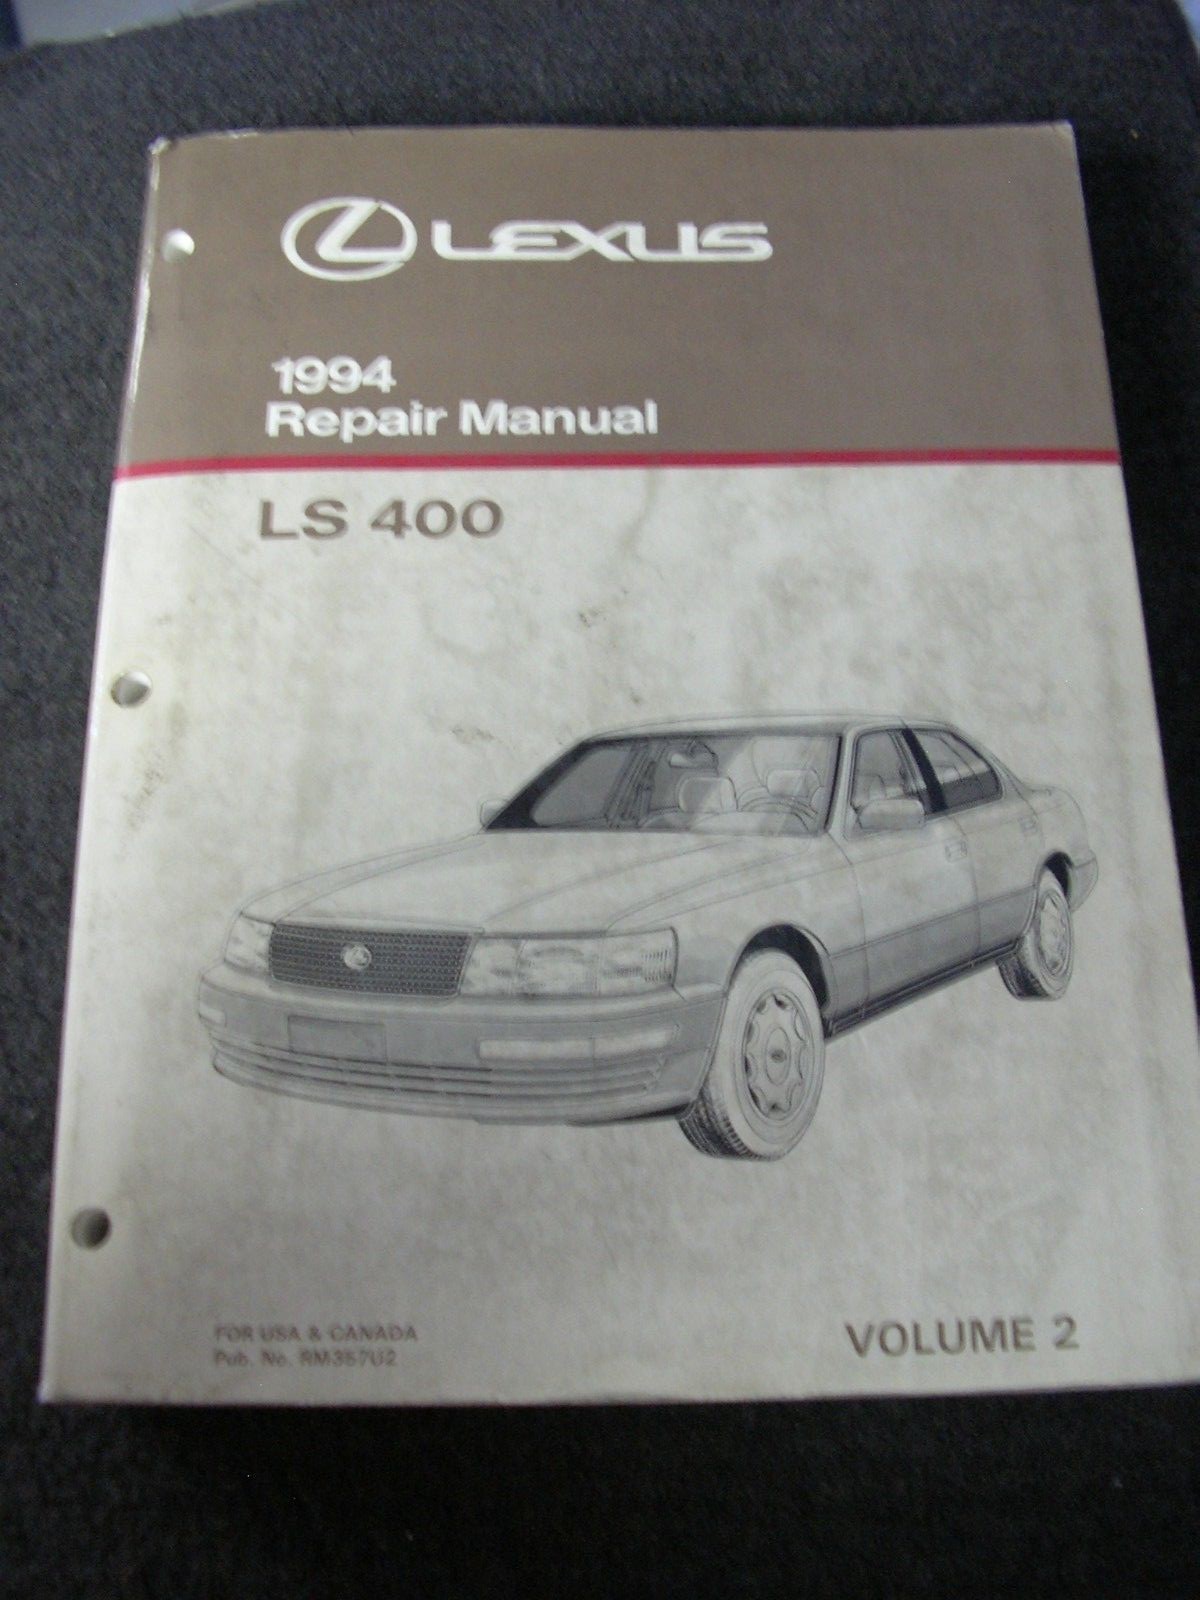 LEXUS
1994
Repair Manual
LS 400
FOR USA & CANADA
Pub. No. RM357U2
VOLUME 2